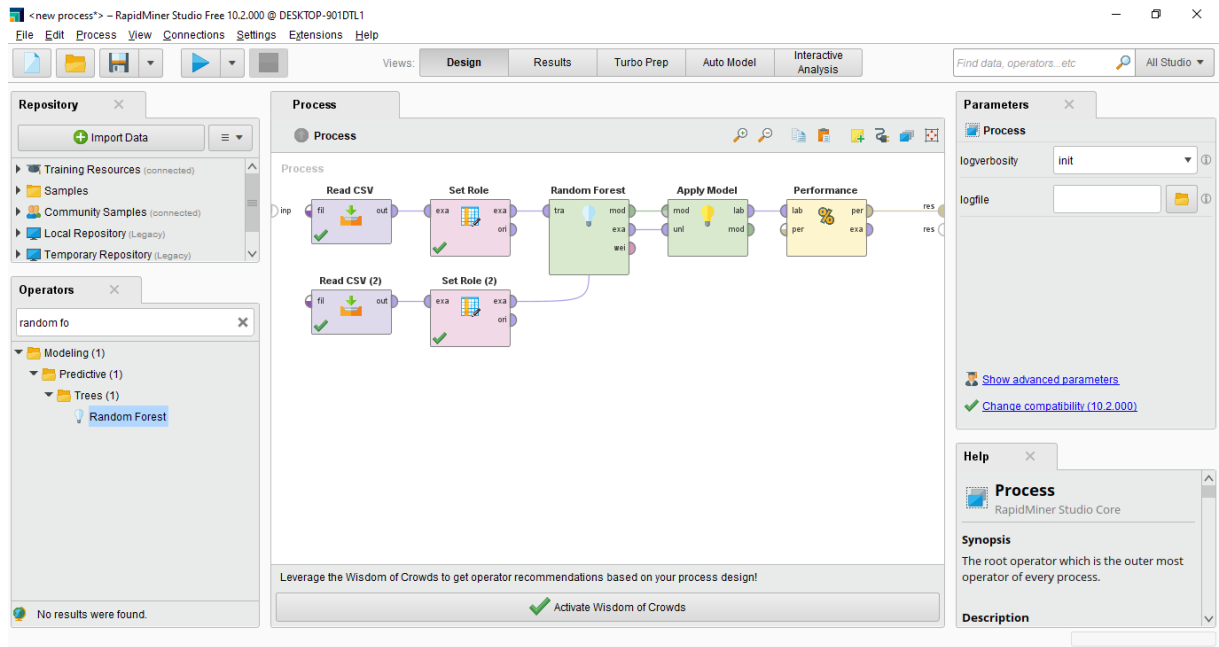 <new process*> – RapidMiner Studio Free 10.2.000 @ DESKTOP-901DTL1
File Edit Process View Connections Settings Extensions Help
Views: Design Results Turbo Prep Auto Model Interactive Analysis
Find data, operators...etc
All Studio
Repository
Import Data
Training Resources (connected)
Samples
Community Samples (connected)
Local Repository (Legacy)
Temporary Repository (Legacy)
Operators
random fo
Modeling (1)
Predictive (1)
Trees (1)
Random Forest
No results were found.
Process
Process
Process
Read CSV Set Role Random Forest Apply Model Performance
inp fil out exa exa tra mod mod lab lab per res
ori exa unl mod per exa res
wei
Read CSV (2) Set Role (2)
fil out exa exa
ori
Leverage the Wisdom of Crowds to get operator recommendations based on your process design!
Activate Wisdom of Crowds
Parameters
Process
logverbosity init
logfile
Show advanced parameters
Change compatibility (10.2.000)
Help
Process
RapidMiner Studio Core
Synopsis
The root operator which is the outer most
operator of every process.
Description